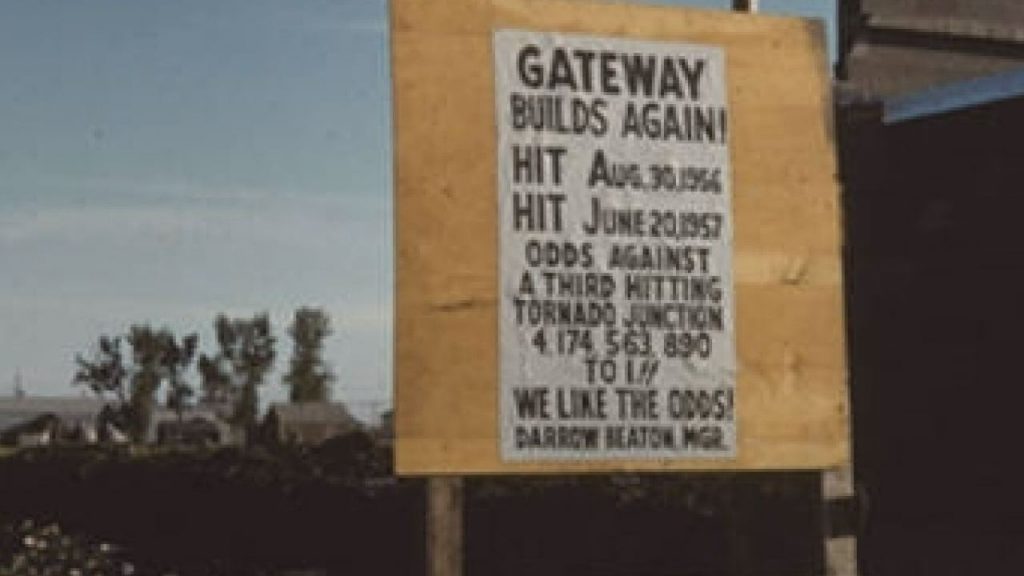 GATEWAY
BUILDS AGAIN!
HIT AUG. 30, 1956
HIT JUNE 20, 1957
ODDS AGAINST
A THIRD HITTING
TORNADO JUNCTION
4, 174, 563, 890
TO 1!!
WE LIKE THE ODDS!
DARROW BEATON, MGR.